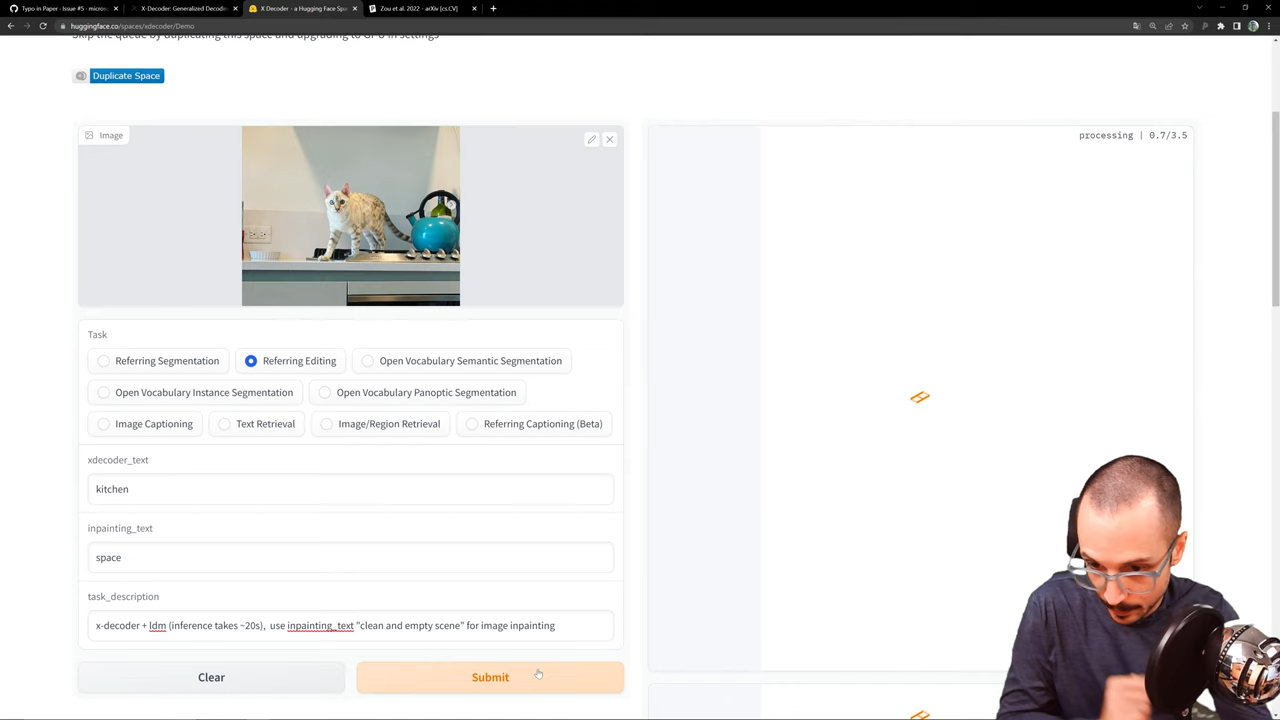 Typo in Paper · Issue #5 · micros
X-Decoder: Generalized Decodin
X Decoder - a Hugging Face Spa
Zou et al. 2022 - arXiv [cs.CV]
huggingface.co/spaces/xdecoder/Demo
Skip the queue by duplicating this space and upgrading to GPU in settings
Duplicate Space
Image
processing | 0.7/3.5
Task
Referring Segmentation
Referring Editing
Open Vocabulary Semantic Segmentation
Open Vocabulary Instance Segmentation
Open Vocabulary Panoptic Segmentation
Image Captioning
Text Retrieval
Image/Region Retrieval
Referring Captioning (Beta)
xdecoder_text
kitchen
inpainting_text
space
task_description
x-decoder + ldm (inference takes ~20s), use inpainting_text "clean and empty scene" for image inpainting
Clear
Submit